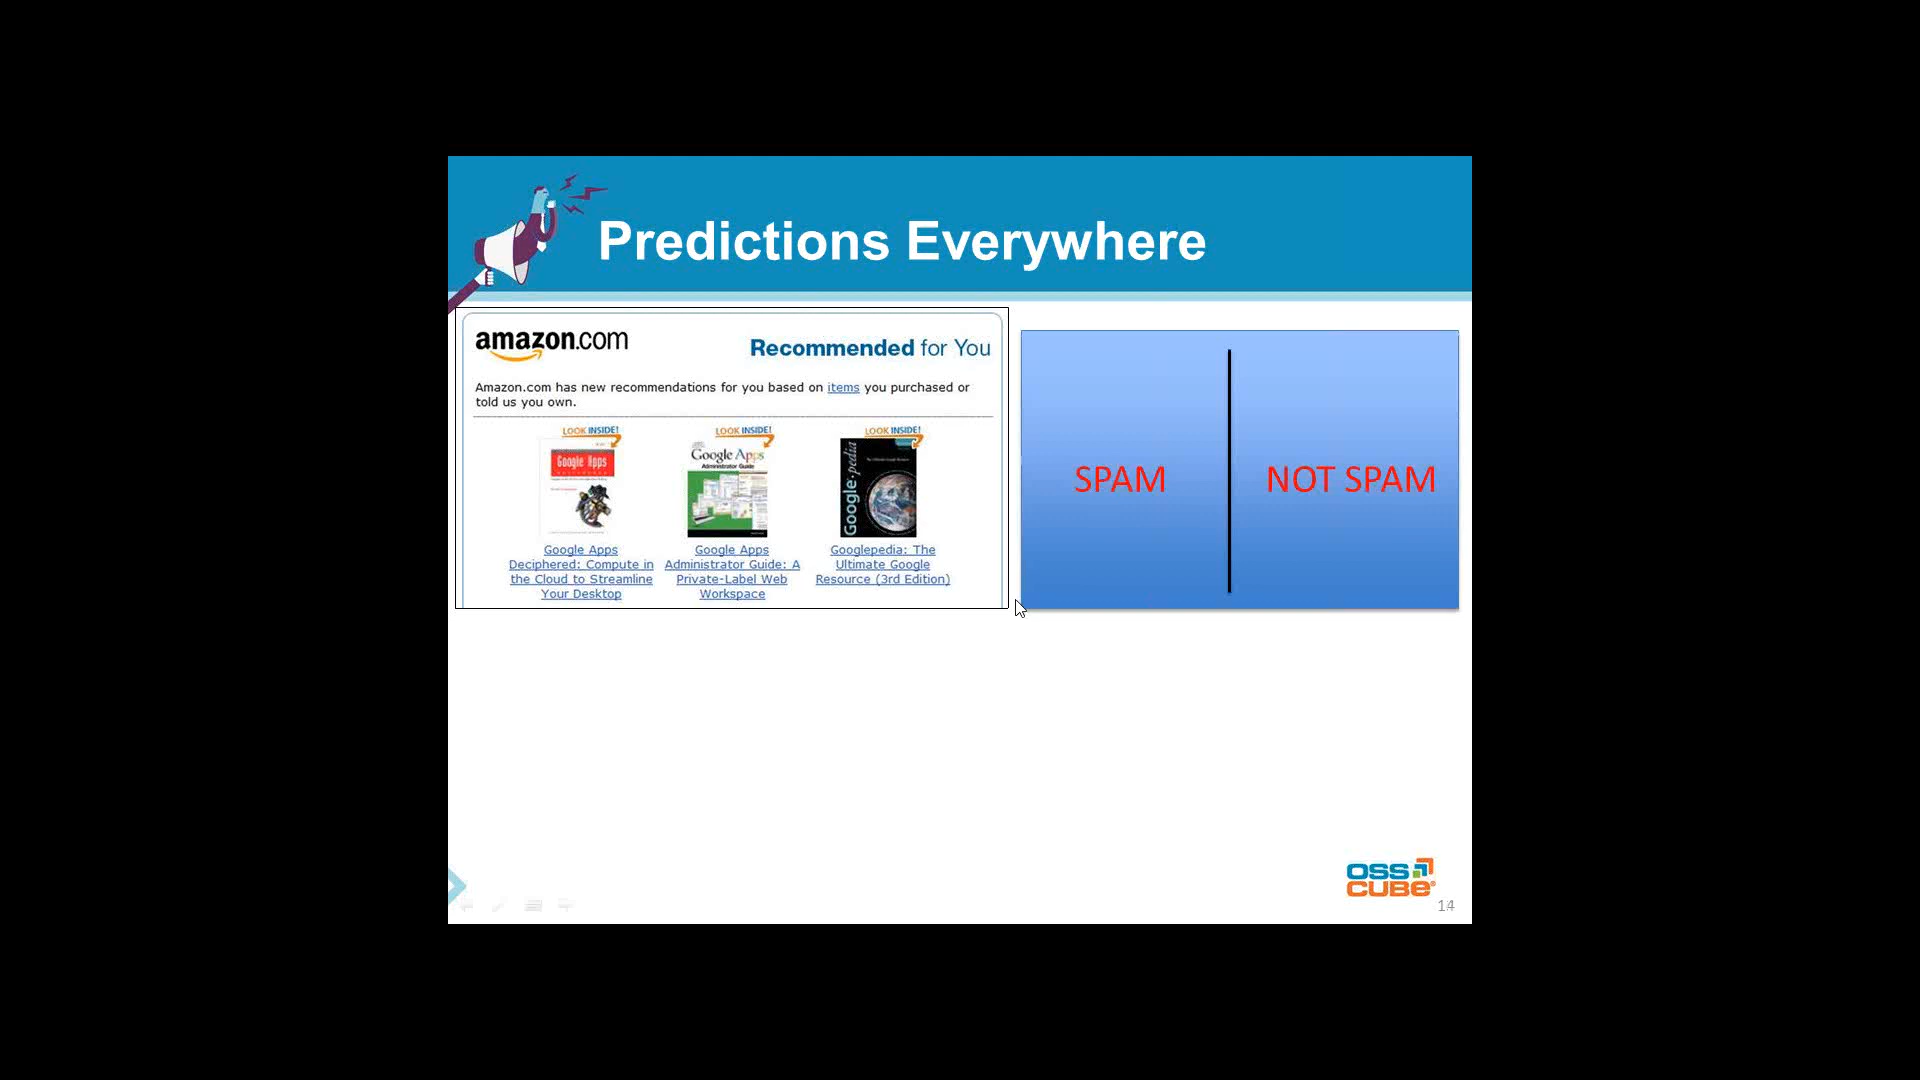 Predictions Everywhere
amazon.com
Recommended for You
Amazon.com has new recommendations for you based on items you purchased or
told us you own.
LOOK INSIDE!
Google Apps
Google Apps
Deciphered: Compute in
the Cloud to Streamline
Your Desktop
LOOK INSIDE!
Google Apps
Administrator Guide
Google Apps
Administrator Guide: A
Private-Label Web
Workspace
LOOK INSIDE!
Google·pedia
Googlepedia: The
Ultimate Google
Resource (3rd Edition)
SPAM
NOT SPAM
OSS
CUBE
14